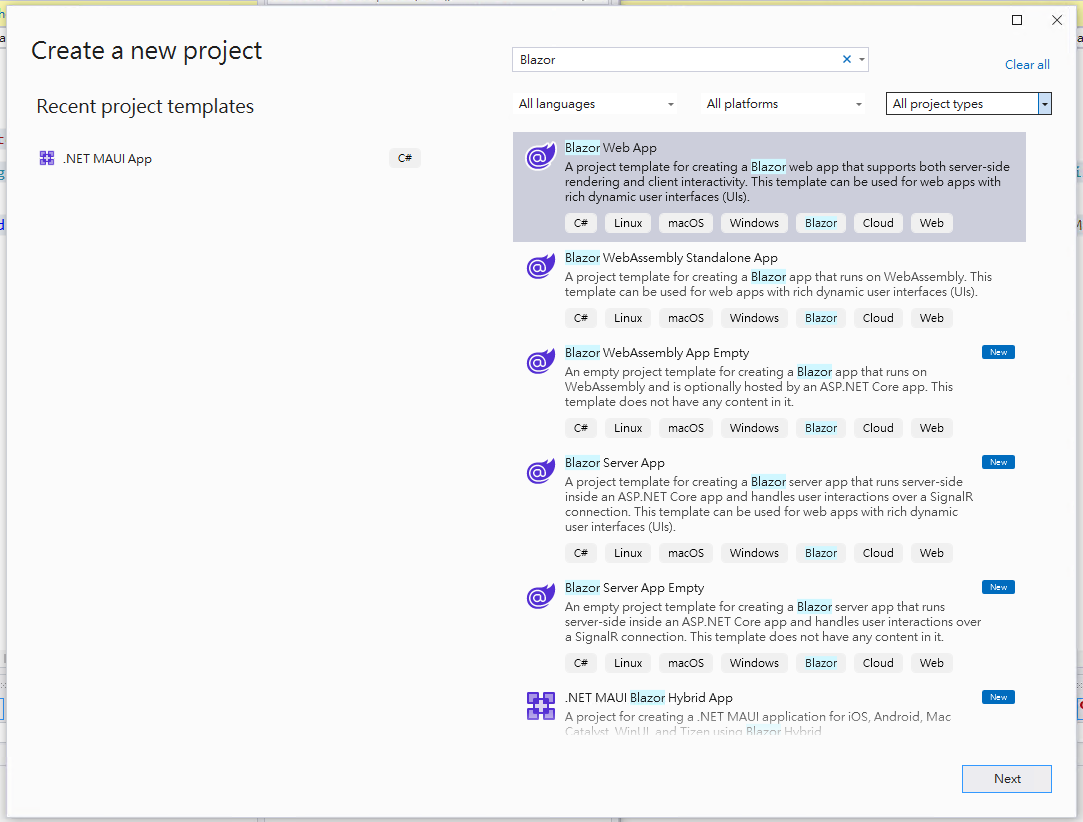 Create a new project
Blazor
Clear all
Recent project templates
All languages
All platforms
All project types
.NET MAUI App
C#
Blazor Web App
A project template for creating a Blazor web app that supports both server-side
rendering and client interactivity. This template can be used for web apps with
rich dynamic user interfaces (UIs).
C# Linux macOS Windows Blazor Cloud Web
Blazor WebAssembly Standalone App
A project template for creating a Blazor app that runs on WebAssembly. This
template can be used for web apps with rich dynamic user interfaces (UIs).
C# Linux macOS Windows Blazor Cloud Web
Blazor WebAssembly App Empty
New
An empty project template for creating a Blazor app that runs on
WebAssembly and is optionally hosted by an ASP.NET Core app. This
template does not have any content in it.
C# Linux macOS Windows Blazor Cloud Web
Blazor Server App
New
A project template for creating a Blazor server app that runs server-side
inside an ASP.NET Core app and handles user interactions over a SignalR
connection. This template can be used for web apps with rich dynamic
user interfaces (UIs).
C# Linux macOS Windows Blazor Cloud Web
Blazor Server App Empty
New
An empty project template for creating a Blazor server app that runs
server-side inside an ASP.NET Core app and handles user interactions over
a SignalR connection. This template does not have any content in it.
C# Linux macOS Windows Blazor Cloud Web
.NET MAUI Blazor Hybrid App
New
A project for creating a .NET MAUI application for iOS, Android, Mac
Catalyst, WinUI, and Tizen using Blazor Hybrid
Next